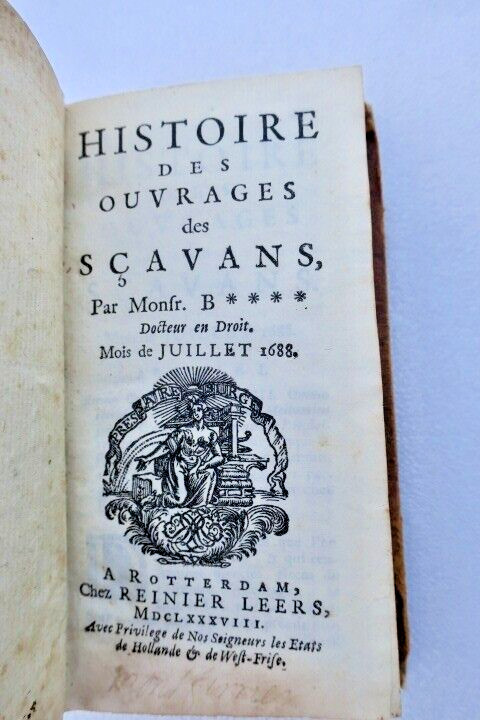 HISTOIRE
DES
OUVRAGES
des
SÇAVANS,
Par Monſr. B ****
Docteur en Droit.
Mois de JUILLET 1688.
A ROTTERDAM,
Chez REINIER LEERS,
MDCLXXXVIII.
Avec Privilege de Nos Seigneurs les Etats
de Hollande & de Weſt-Friſe.